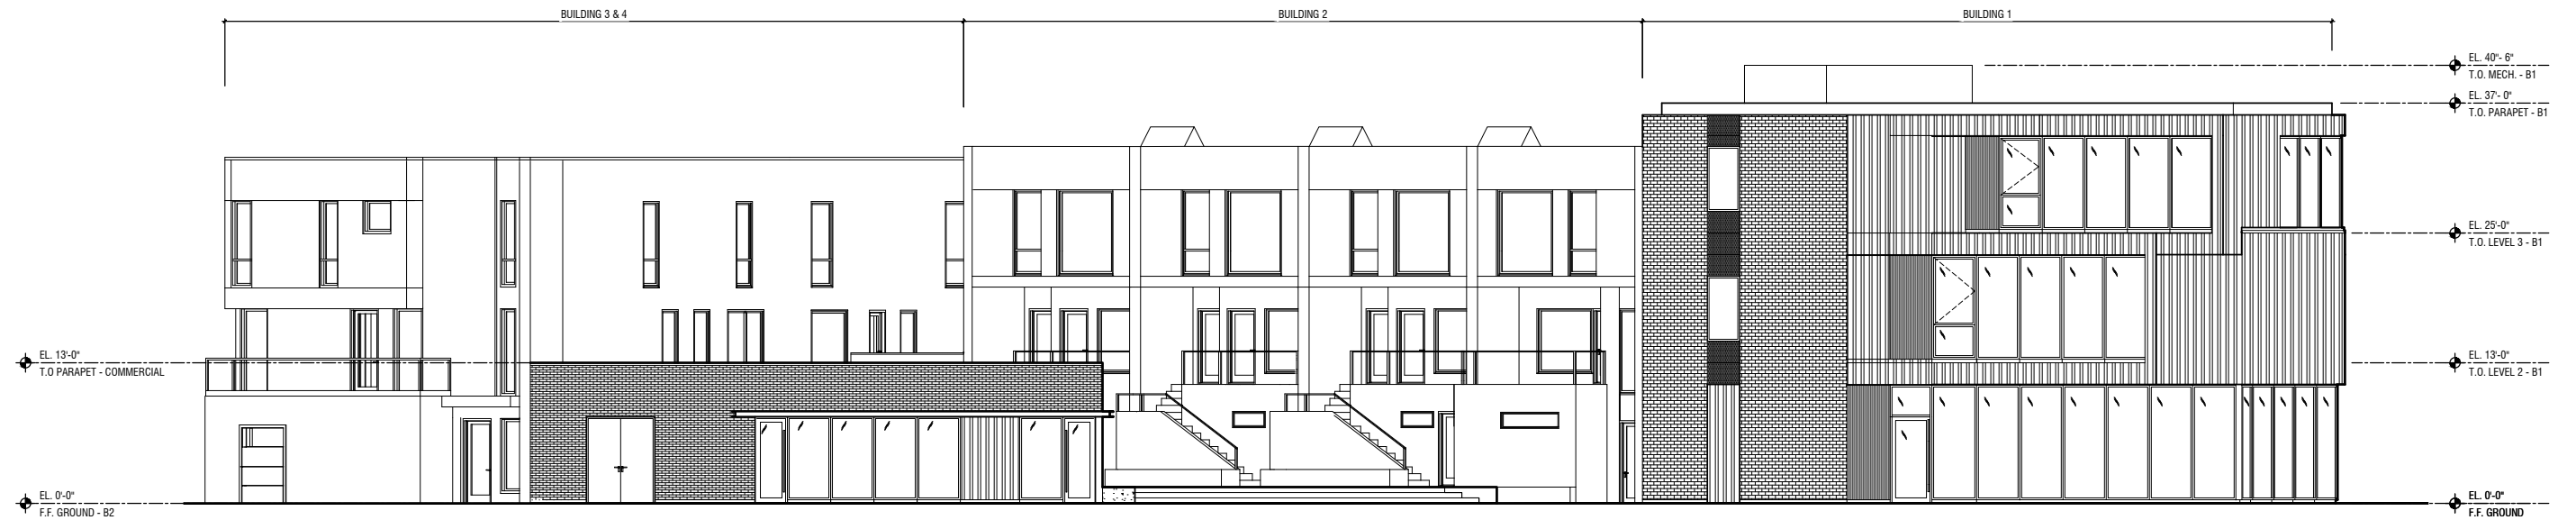 BUILDING 3 & 4
BUILDING 2
BUILDING 1
EL. 40"- 6"
T.O. MECH. - B1
EL. 37'- 0"
T.O. PARAPET - B1
EL. 25'-0"
T.O. LEVEL 3 - B1
EL. 13'-0"
T.O PARAPET - COMMERCIAL
EL. 13'-0"
T.O. LEVEL 2 - B1
EL. 0'-0"
F.F. GROUND - B2
EL. 0'-0"
F.F. GROUND